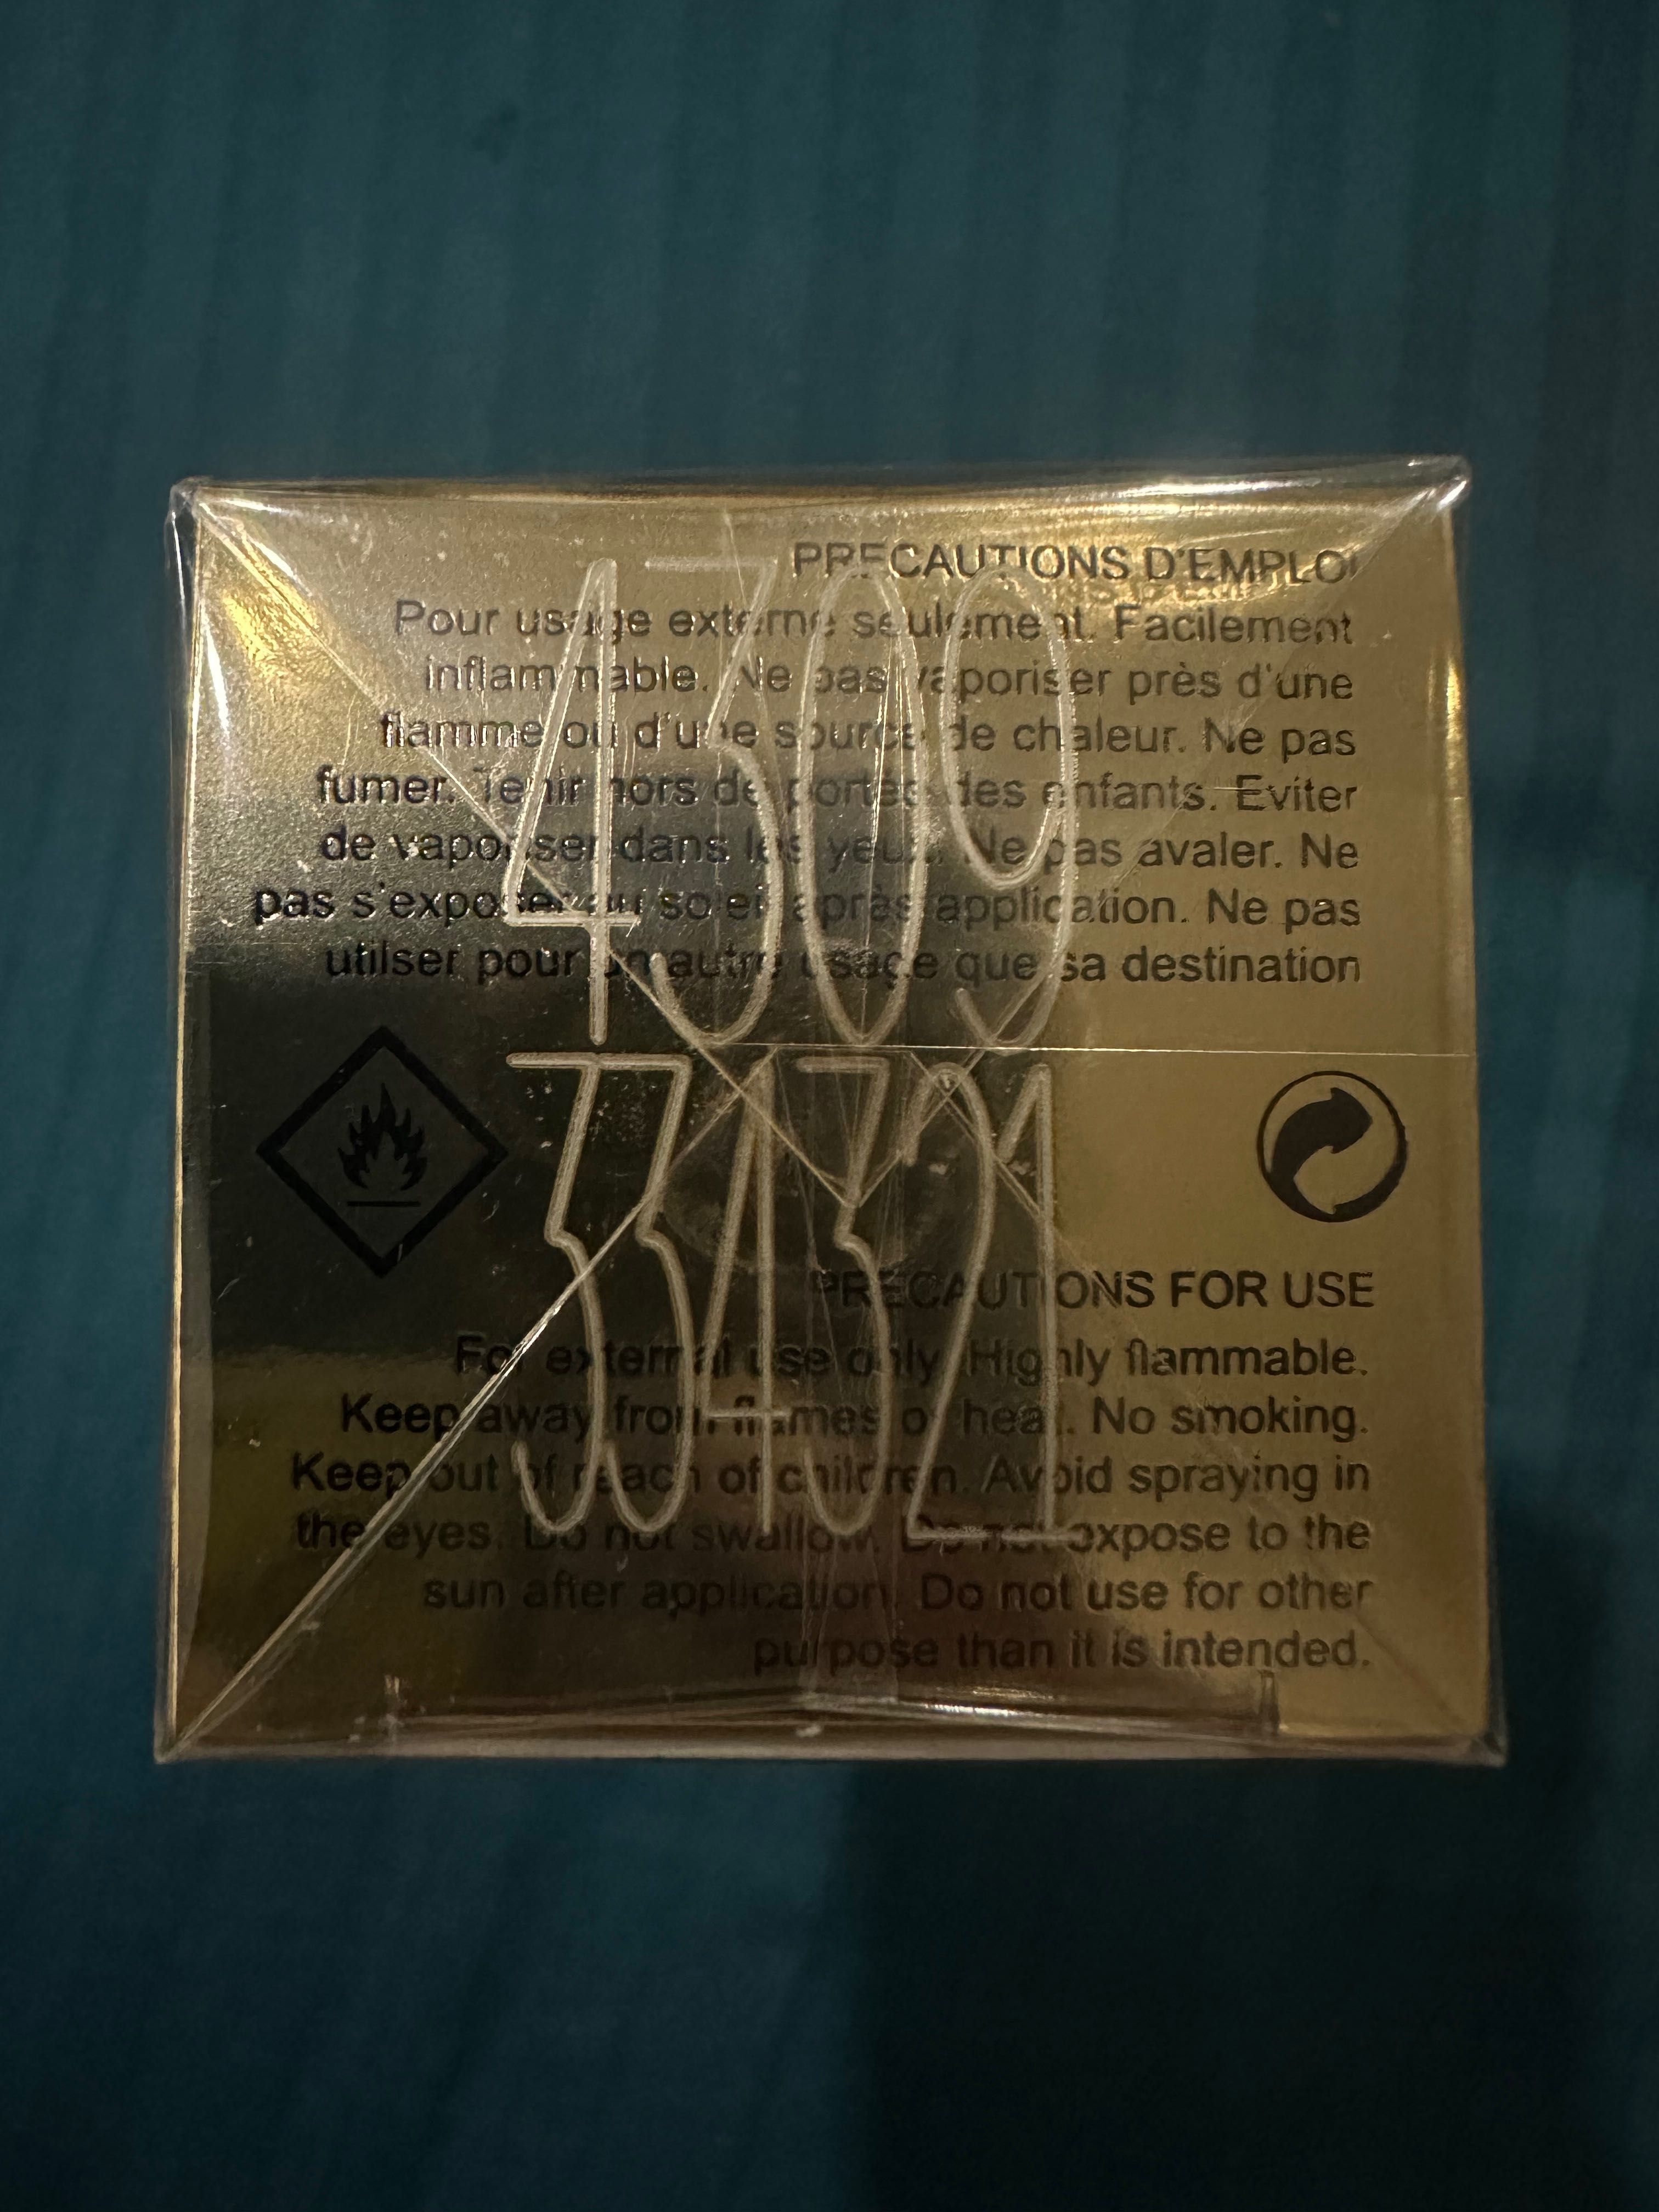 PRECAUTIONS D'EMPLOI
Pour usage externe seulement. Facilement
inflammable. Ne pas vaporiser près d'une
flamme ou d'une source de chaleur. Ne pas
fumer. Tenir hors de portée des enfants. Eviter
de vaporiser dans les yeux. Ne pas avaler. Ne
pas s'exposer au soleil après application. Ne pas
utilser pour un autre usage que sa destination
4309
334321
PRECAUTIONS FOR USE
For external use only. Highly flammable.
Keep away from flames or heat. No smoking.
Keep out of reach of children. Avoid spraying in
the eyes. Do not swallow. Do not expose to the
sun after application. Do not use for other
purpose than it is intended.